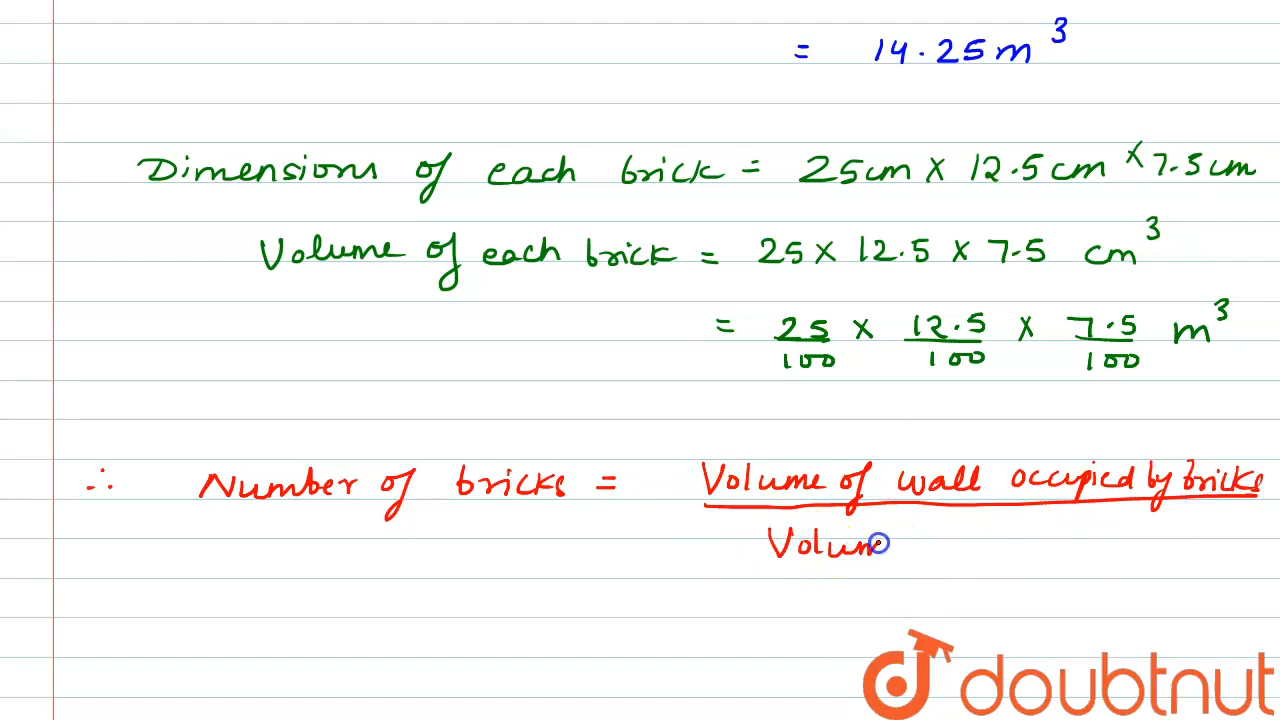 = 14.25 m³
Dimensions of each brick = 25cm × 12.5cm × 7.5cm
Volume of each brick = 25 × 12.5 × 7.5 cm³
= 25/100 × 12.5/100 × 7.5/100 m³
∴ Number of bricks = Volume of wall occupied by bricks
Volum
doubtnut